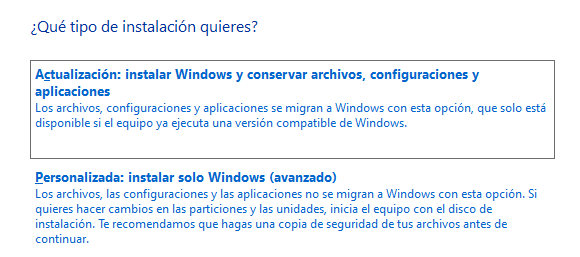 ¿Qué tipo de instalación quieres?
Actualización: instalar Windows y conservar archivos, configuraciones y
aplicaciones
Los archivos, configuraciones y aplicaciones se migran a Windows con esta opción, que solo está
disponible si el equipo ya ejecuta una versión compatible de Windows.
Personalizada: instalar solo Windows (avanzado)
Los archivos, las configuraciones y las aplicaciones no se migran a Windows con esta opción. Si
quieres hacer cambios en las particiones y las unidades, inicia el equipo con el disco de
instalación. Te recomendamos que hagas una copia de seguridad de tus archivos antes de
continuar.